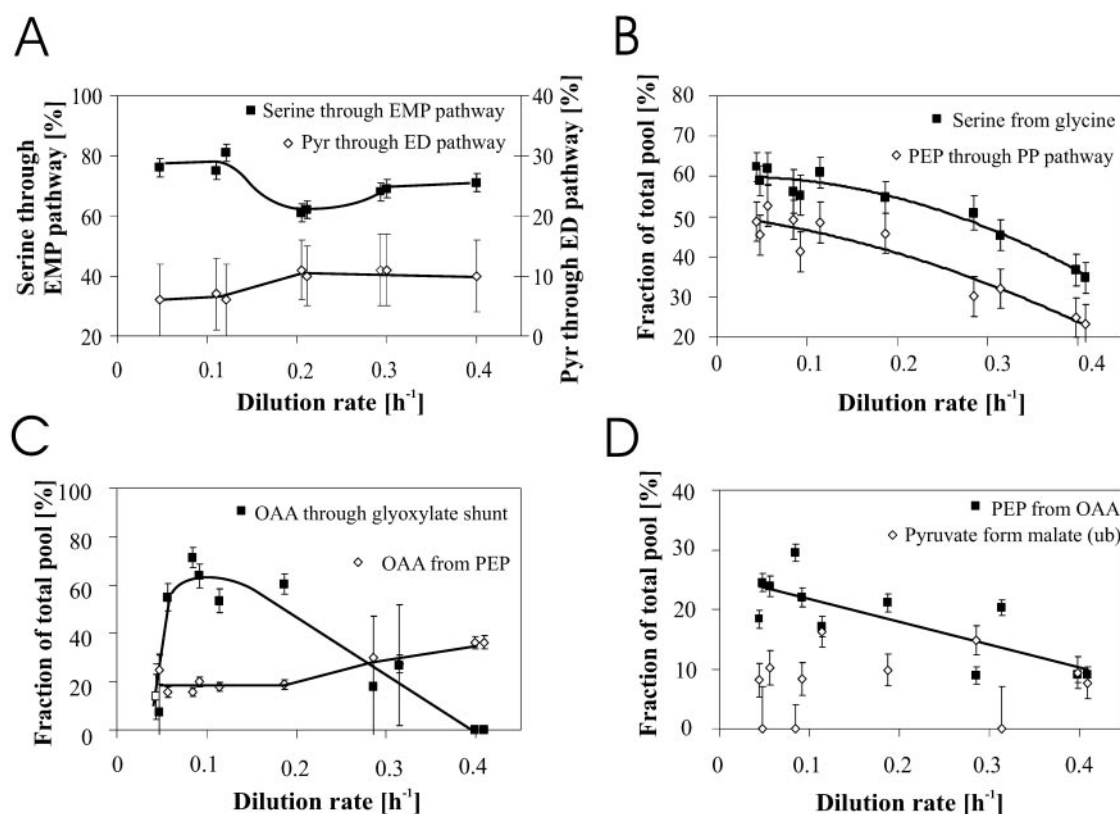 A
Serine through
EMP pathway [%]
100
80
60
40
20
Serine through EMP pathway
Pyr through ED pathway
40
30
20
10
0
Pyr through ED pathway [%]
0
0.1
0.2
0.3
0.4
Dilution rate [h-1]
B
Fraction of total pool [%]
80
70
60
50
40
30
20
Serine from glycine
PEP through PP pathway
0
0.1
0.2
0.3
0.4
Dilution rate [h-1]
C
Fraction of total pool [%]
100
80
60
40
20
0
OAA through glyoxylate shunt
OAA from PEP
0
0.1
0.2
0.3
0.4
Dilution rate [h-1]
D
Fraction of total pool [%]
40
30
20
10
0
PEP from OAA
Pyruvate form malate (ub)
0
0.1
0.2
0.3
0.4
Dilution rate [h-1]